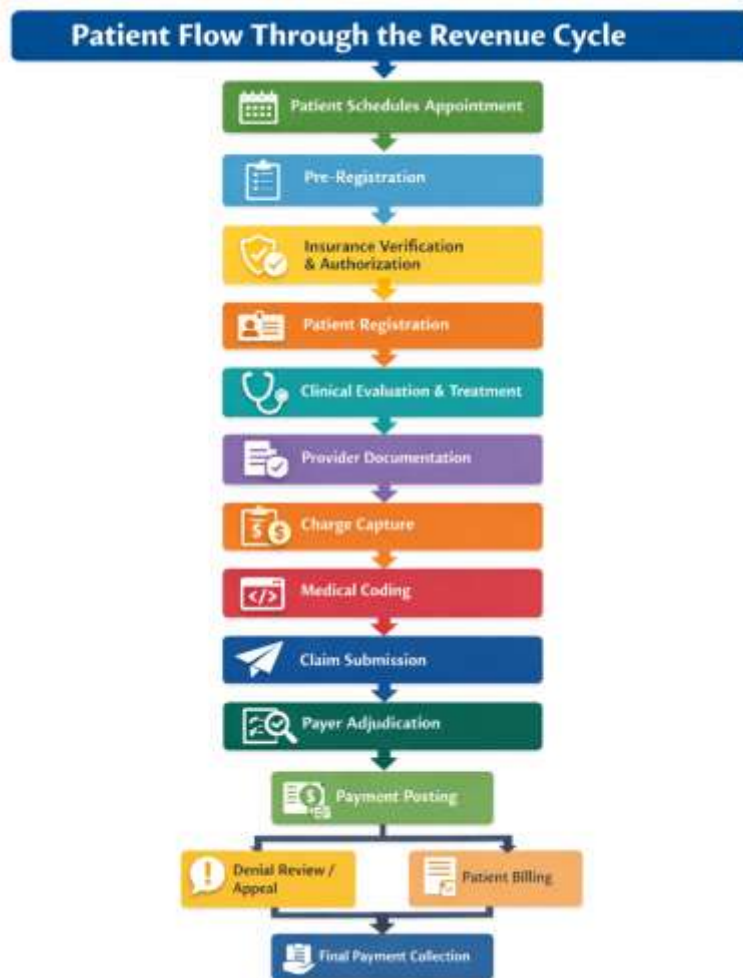 Patient Flow Through the Revenue Cycle
Patient Schedules Appointment
Pre-Registration
Insurance Verification
& Authorization
Patient Registration
Clinical Evaluation & Treatment
Provider Documentation
$ $
Charge Capture
</>
Medical Coding
Claim Submission
Payer Adjudication
$
Payment Posting
!
Denial Review /
Appeal
Patient Billing
Final Payment Collection